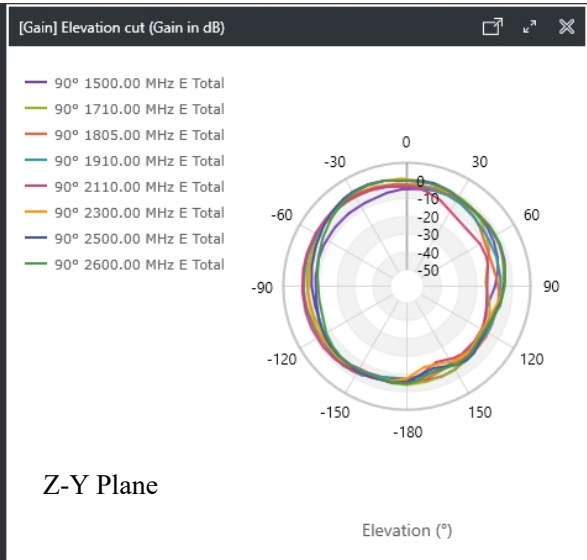 [Gain] Elevation cut (Gain in dB)
90° 1500.00 MHz E Total
90° 1710.00 MHz E Total
90° 1805.00 MHz E Total
90° 1910.00 MHz E Total
90° 2110.00 MHz E Total
90° 2300.00 MHz E Total
90° 2500.00 MHz E Total
90° 2600.00 MHz E Total
0
-30
30
0
-10
-20
-30
-40
-50
-60
60
-90
90
-120
120
-150
150
-180
Z-Y Plane
Elevation (°)